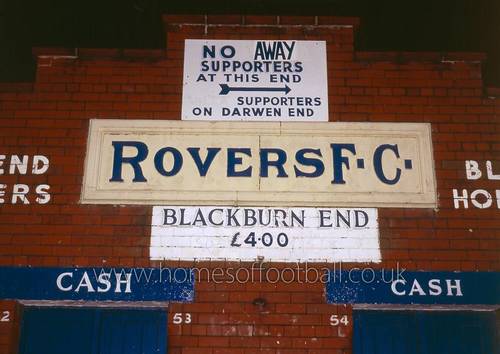 NO AWAY
SUPPORTERS
AT THIS END
SUPPORTERS
ON DARWEN END
ROVERS F.C.
BLACKBURN END
£4.00
END
ERS
BL
HO
CASH
CASH
www.homesoffootball.co.uk
2
53
54